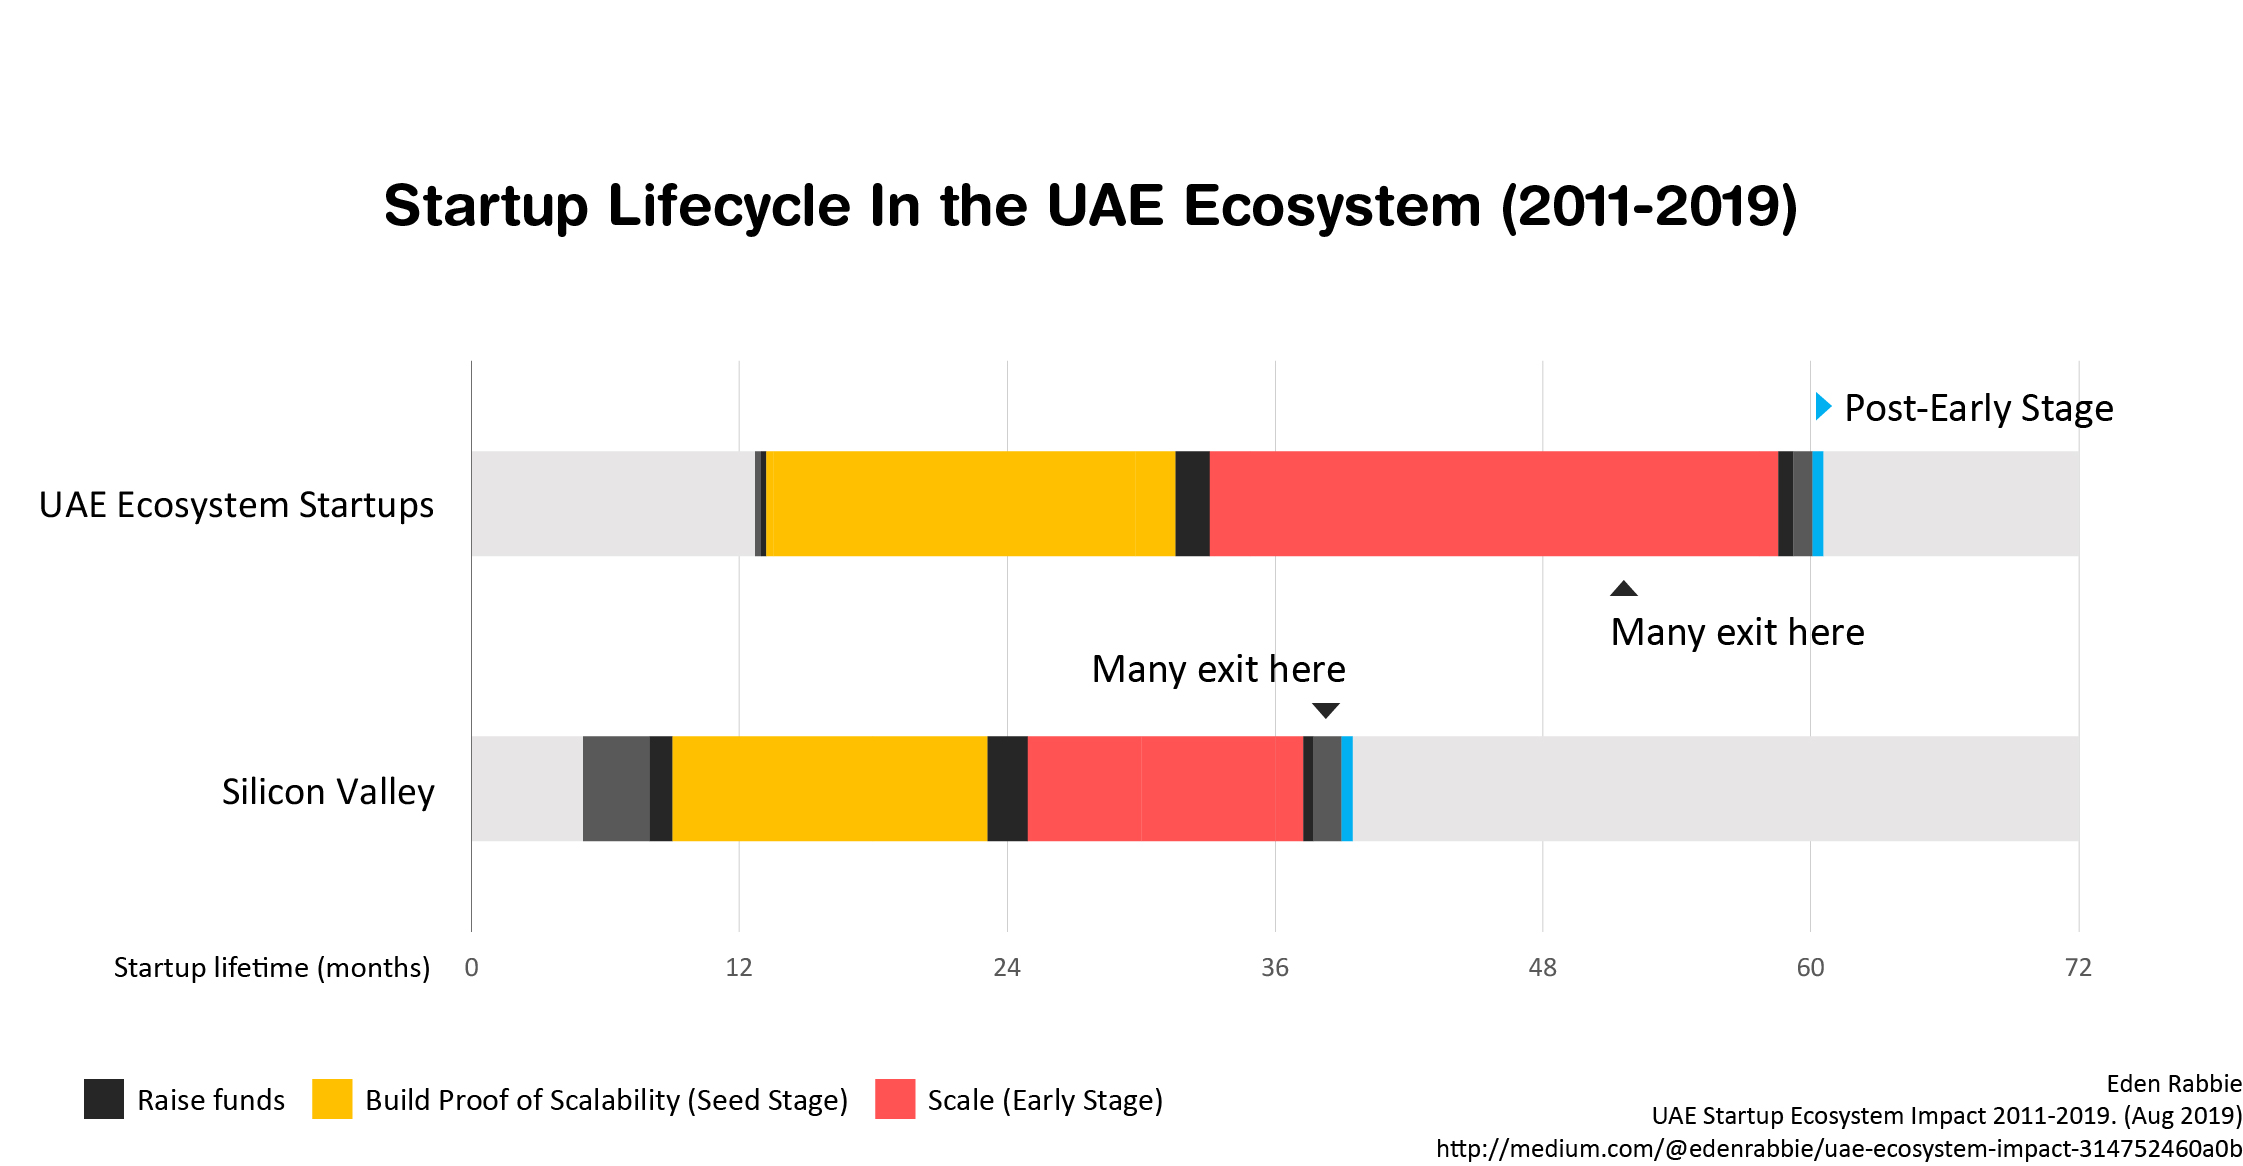 Startup Lifecycle In the UAE Ecosystem (2011-2019)
Post-Early Stage
UAE Ecosystem Startups
Many exit here
Many exit here
Silicon Valley
Startup lifetime (months) 0 12 24 36 48 60 72
Raise funds Build Proof of Scalability (Seed Stage) Scale (Early Stage)
Eden Rabbie
UAE Startup Ecosystem Impact 2011-2019. (Aug 2019)
http://medium.com/@edenrabbie/uae-ecosystem-impact-314752460a0b